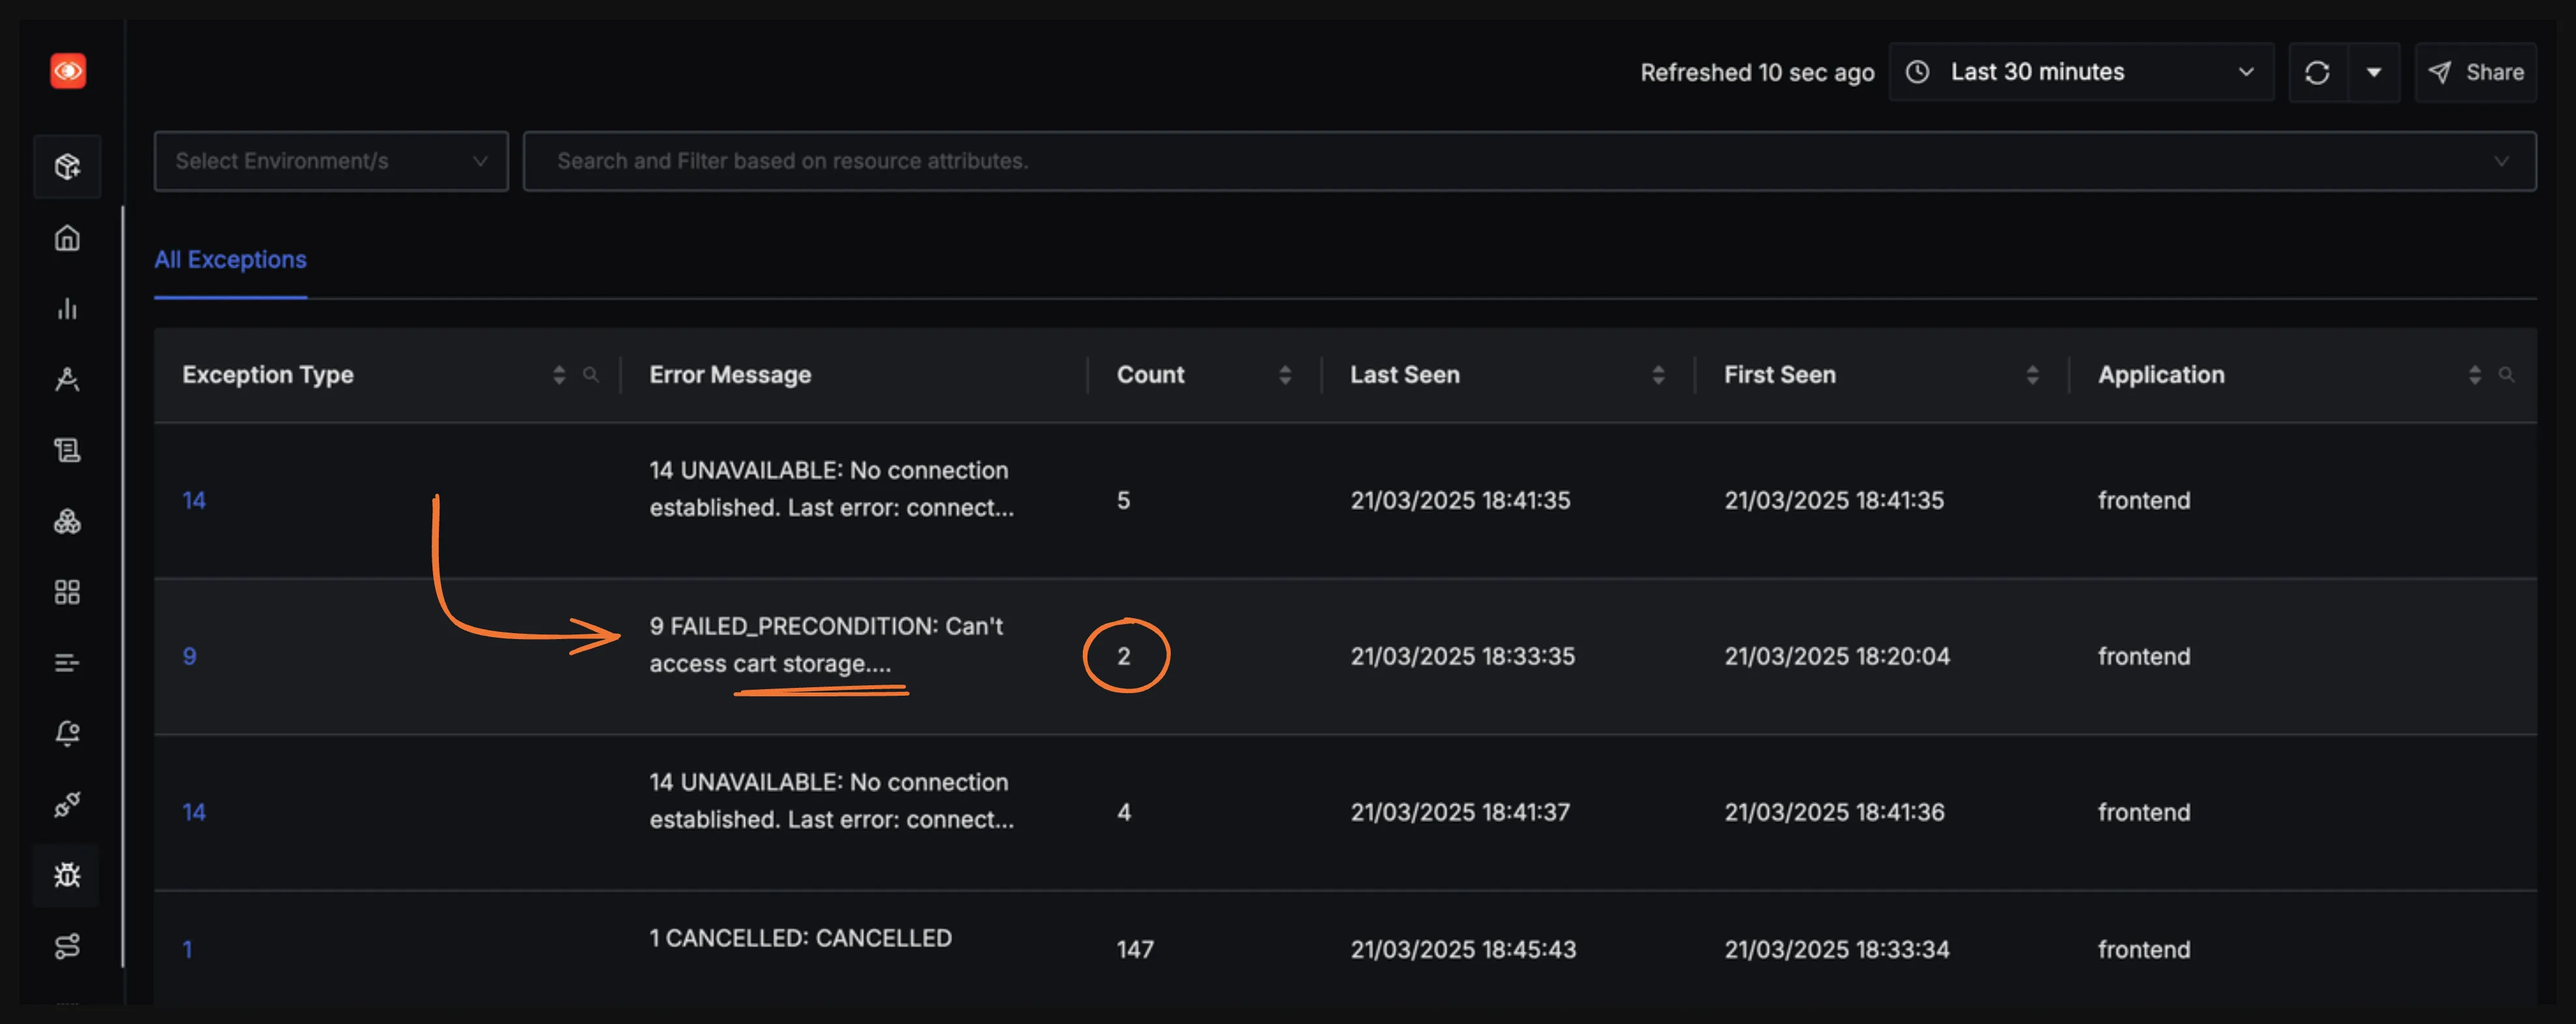 Refreshed 10 sec ago
Last 30 minutes
Share
Select Environment/s
Search and Filter based on resource attributes.
All Exceptions
Exception Type
Error Message
Count
Last Seen
First Seen
Application
14
14 UNAVAILABLE: No connection
established. Last error: connect...
5
21/03/2025 18:41:35
21/03/2025 18:41:35
frontend
9
9 FAILED_PRECONDITION: Can't
access cart storage....
2
21/03/2025 18:33:35
21/03/2025 18:20:04
frontend
14
14 UNAVAILABLE: No connection
established. Last error: connect...
4
21/03/2025 18:41:37
21/03/2025 18:41:36
frontend
1
1 CANCELLED: CANCELLED
147
21/03/2025 18:45:43
21/03/2025 18:33:34
frontend